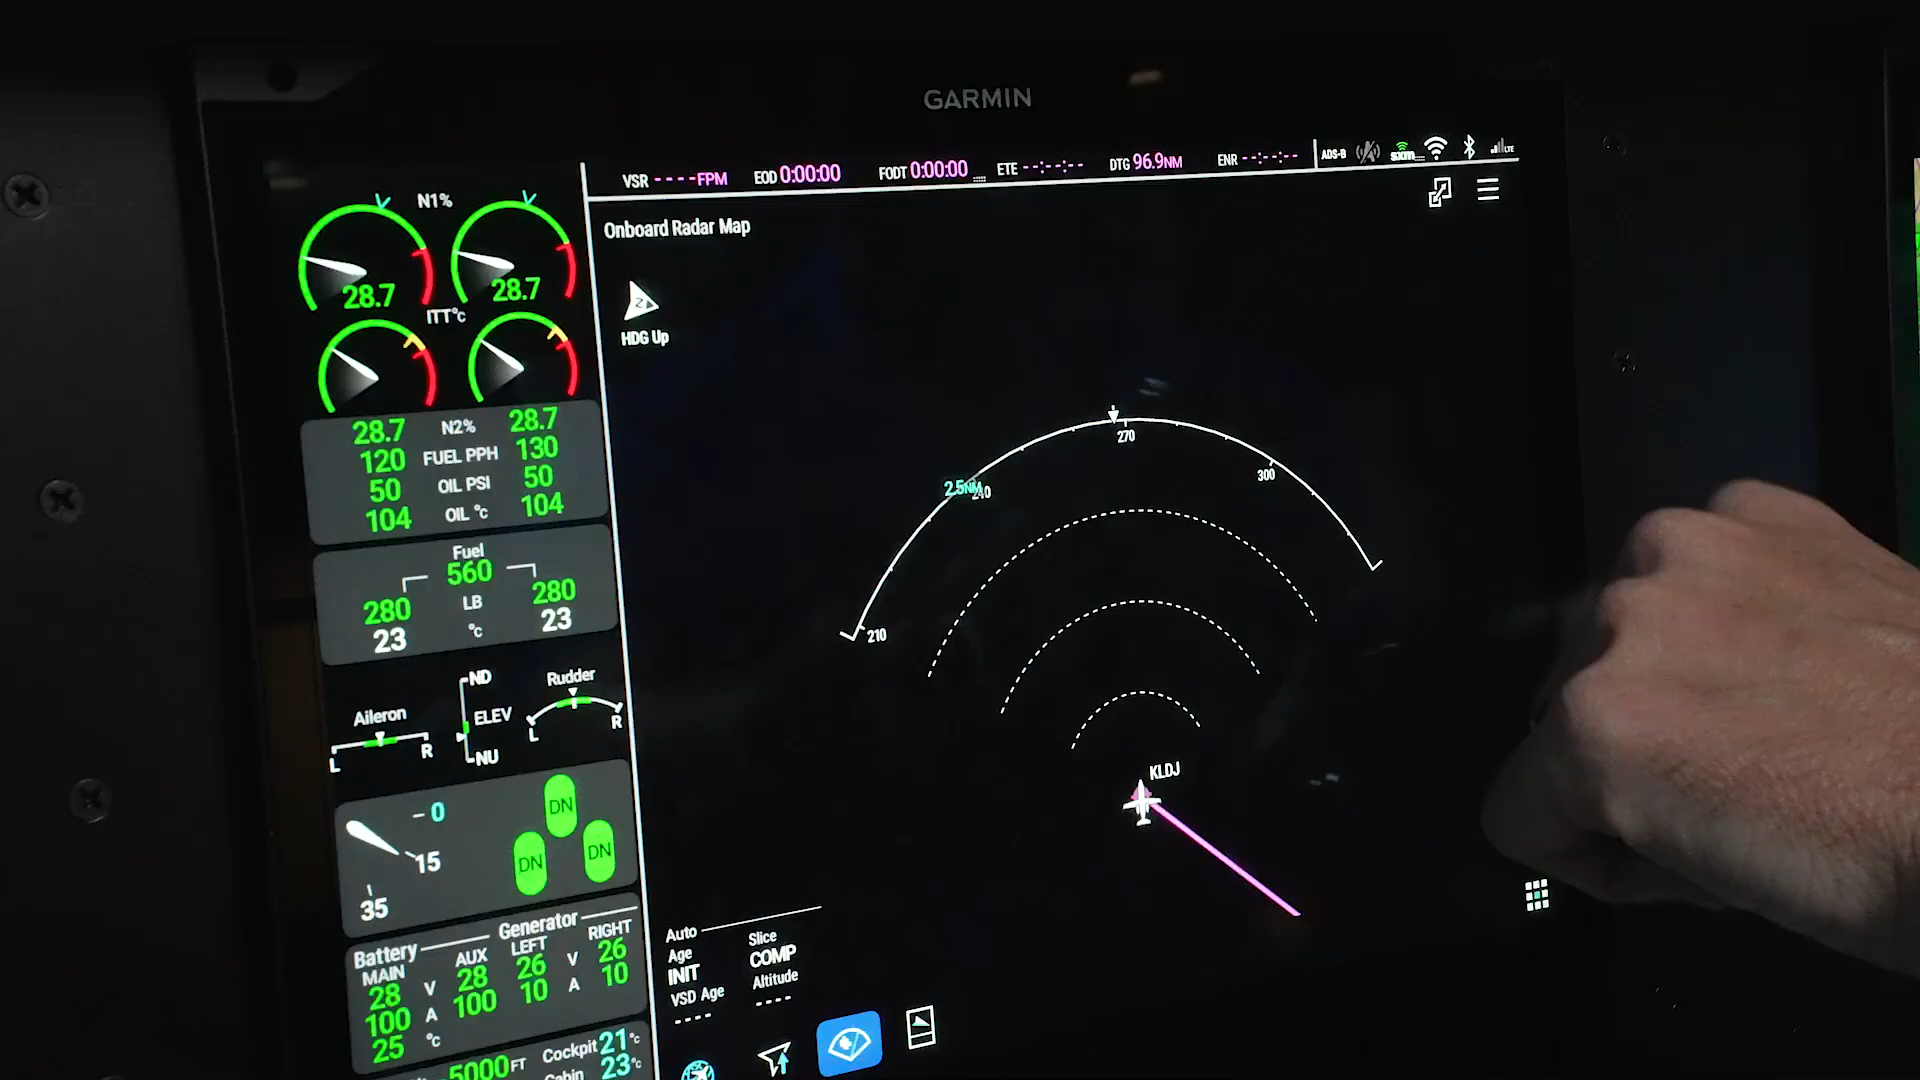 GARMIN
VSR ----FPM EOD 0:00:00 FODT 0:00:00 ETE --:--:-- DTG 96.9NM ENR --:--:-- ADS-B sxm LTE
Onboard Radar Map
HDG Up
N1%
28.7 28.7
ITT°C
28.7 N2% 28.7
120 FUEL PPH 130
50 OIL PSI 50
104 OIL °C 104
Fuel
560
280 LB 280
23 °C 23
Aileron
L R
ND
ELEV
NU
Rudder
L R
0
15
35
DN
DN DN
Battery Generator
MAIN AUX LEFT RIGHT
28 V 28 26 V 26
100 A 100 10 A 10
25 °C
5000 FT
Cockpit 21°C
Cabin 23°C
210
2.5NM
270
300
KLDJ
Auto
Age
INIT
VSD Age
----
Slice
COMP
Altitude
----